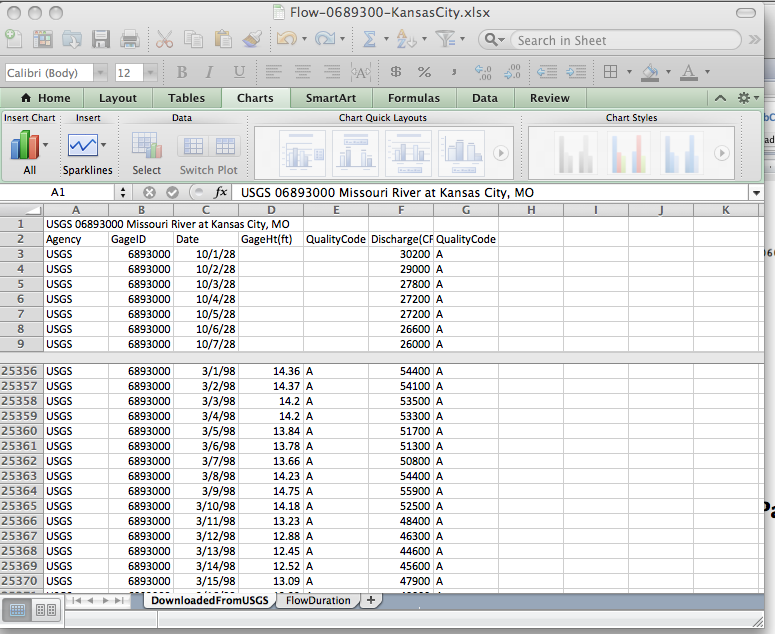 Flow-0689300-KansasCity.xlsx
Search in Sheet
Calibri (Body) 12 B I U
Home Layout Tables Charts SmartArt Formulas Data Review
Insert Chart Insert Data Chart Quick Layouts Chart Styles
All Sparklines Select Switch Plot
A1 fx USGS 06893000 Missouri River at Kansas City, MO
A B C D E F G H I J K
1 USGS 06893000 Missouri River at Kansas City, MO
2 Agency GageID Date GageHt(ft) QualityCode Discharge(CF QualityCode
3 USGS 6893000 10/1/28 30200 A
4 USGS 6893000 10/2/28 29000 A
5 USGS 6893000 10/3/28 27800 A
6 USGS 6893000 10/4/28 27200 A
7 USGS 6893000 10/5/28 27200 A
8 USGS 6893000 10/6/28 26600 A
9 USGS 6893000 10/7/28 26000 A
25356 USGS 6893000 3/1/98 14.36 A 54400 A
25357 USGS 6893000 3/2/98 14.37 A 54100 A
25358 USGS 6893000 3/3/98 14.2 A 53500 A
25359 USGS 6893000 3/4/98 14.2 A 53300 A
25360 USGS 6893000 3/5/98 13.84 A 51700 A
25361 USGS 6893000 3/6/98 13.78 A 51300 A
25362 USGS 6893000 3/7/98 13.66 A 50800 A
25363 USGS 6893000 3/8/98 14.23 A 54400 A
25364 USGS 6893000 3/9/98 14.75 A 55900 A
25365 USGS 6893000 3/10/98 14.18 A 52500 A
25366 USGS 6893000 3/11/98 13.23 A 48400 A
25367 USGS 6893000 3/12/98 12.88 A 46300 A
25368 USGS 6893000 3/13/98 12.45 A 44600 A
25369 USGS 6893000 3/14/98 12.52 A 45600 A
25370 USGS 6893000 3/15/98 13.09 A 47900 A
DownloadedFromUSGS FlowDuration +